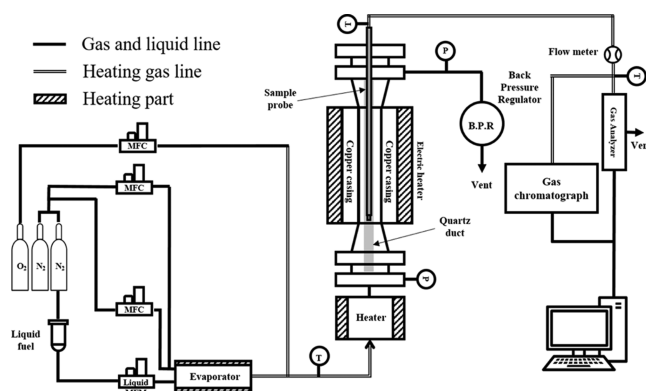 Gas and liquid line
Heating gas line
Heating part
T
P
Flow meter
T
Sample
probe
Back
Pressure
Regulator
B.P.R
Gas Analyzer
Vent
Gas
chromatograph
Copper casing
Copper casing
Electric heater
MFC
MFC
O2
N2
N2
Quartz
duct
P
MFC
Heater
Liquid
fuel
Liquid
Evaporator
T